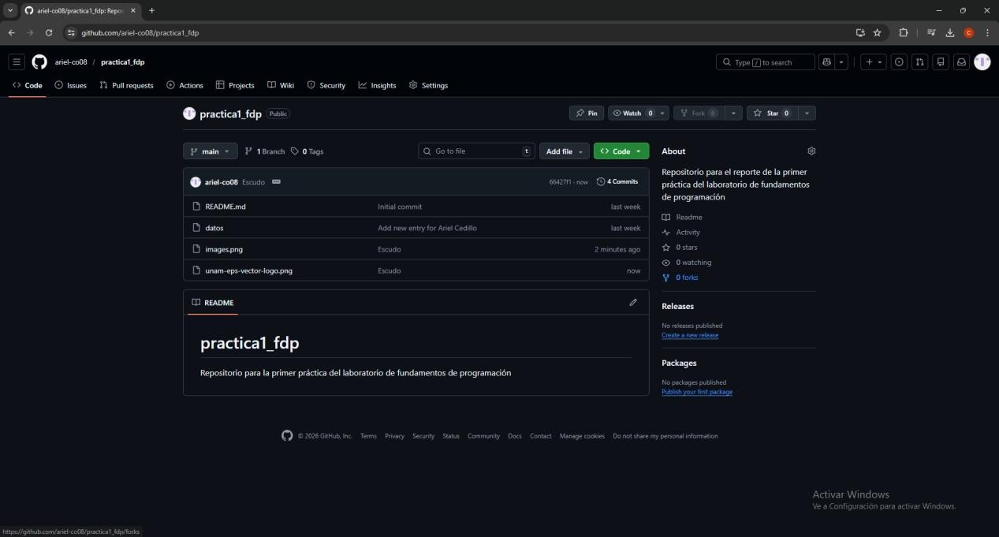 ariel-co08/practica1_fdp: Repos
github.com/ariel-co08/practica1_fdp
C
ariel-co08 / practica1_fdp
Type / to search
Code Issues Pull requests Actions Projects Wiki Security Insights Settings
practica1_fdp Public
Pin Watch 0 Fork 0 Star 0
main 1 Branch 0 Tags Go to file t Add file Code
ariel-co08 Escudo 66427f1 · now 4 Commits
README.md Initial commit last week
datos Add new entry for Ariel Cedillo last week
images.png Escudo 2 minutes ago
unam-eps-vector-logo.png Escudo now
README
practica1_fdp
Repositorio para la primer práctica del laboratorio de fundamentos de programación
About
Repositorio para el reporte de la primer
práctica del laboratorio de fundamentos
de programación
Readme
Activity
0 stars
0 watching
0 forks
Releases
No releases published
Create a new release
Packages
No packages published
Publish your first package
© 2026 GitHub, Inc. Terms Privacy Security Status Community Docs Contact Manage cookies Do not share my personal information
Activar Windows
Ve a Configuración para activar Windows.
https://github.com/ariel-co08/practica1_fdp/forks